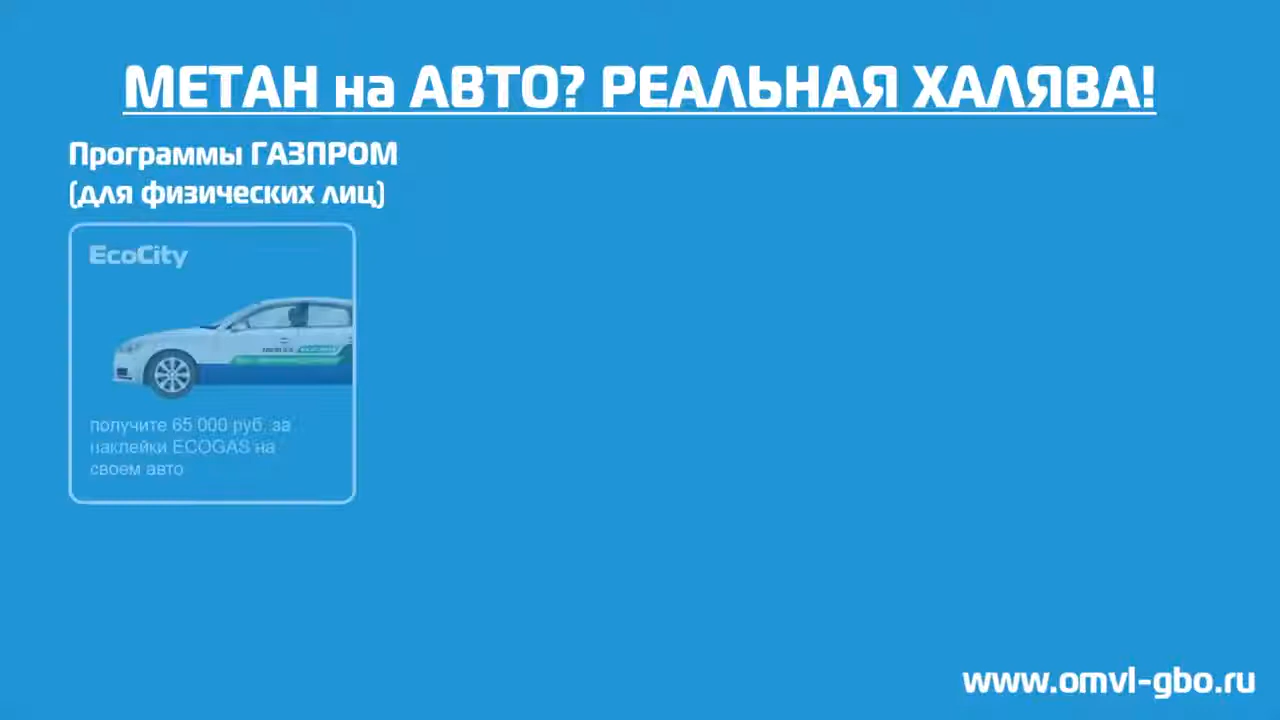 МЕТАН на АВТО? РЕАЛЬНАЯ ХАЛЯВА!
Программы ГАЗПРОМ
(для физических лиц)
EcoCity
получите 65 000 руб. за
наклейки ECOGAS на
своем авто
www.omvl-gbo.ru